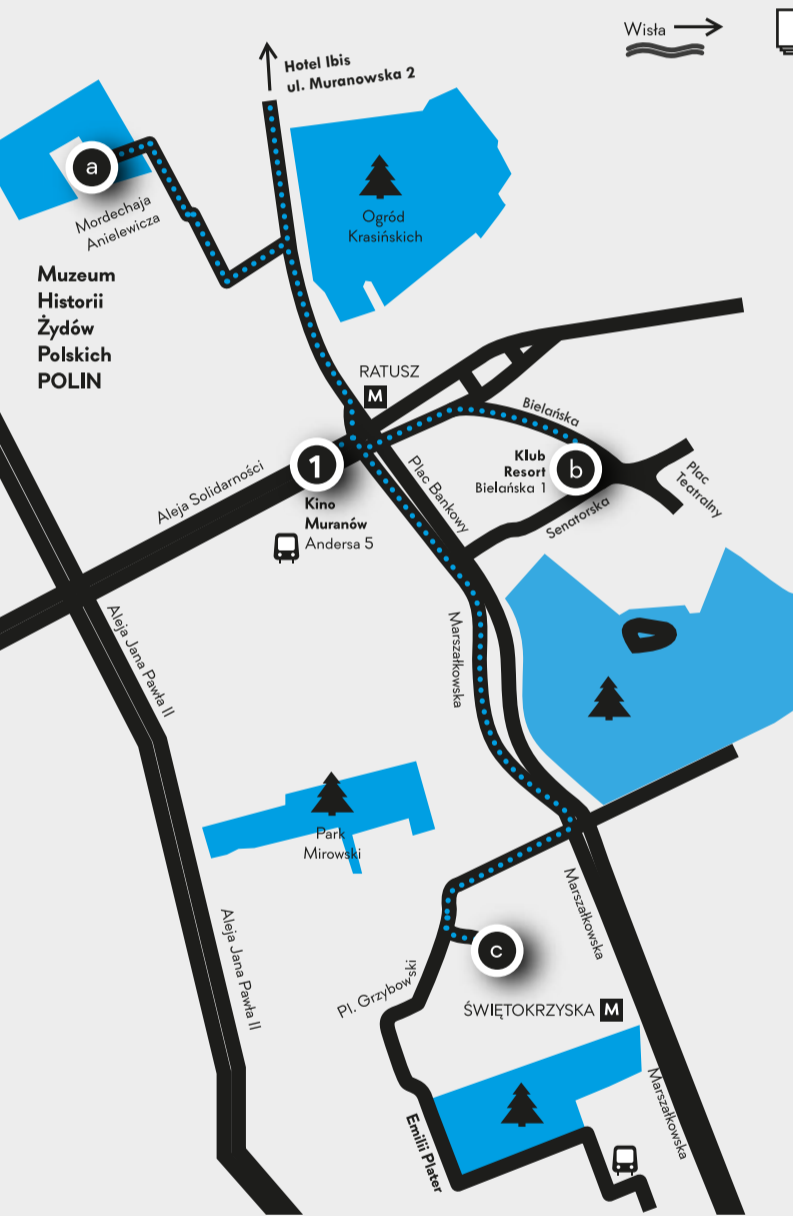 Wisła
Hotel Ibis
ul. Muranowska 2
a
Mordechaja
Anielewicza
Ogród
Krasińskich
Muzeum
Historii
Żydów
Polskich
POLIN
RATUSZ
M
Bielańska
1
Aleja Solidarności
Kino
Muranów
Andersa 5
Plac Bankowy
Klub
Resort
Bielańska 1
b
Plac
Teatralny
Senatorska
Aleja Jana Pawła II
Marszałkowska
Park
Mirowski
Marszałkowska
Aleja Jana Pawła II
c
Pl. Grzybowski
ŚWIĘTOKRZYSKA M
Marszałkowska
Emilii Plater